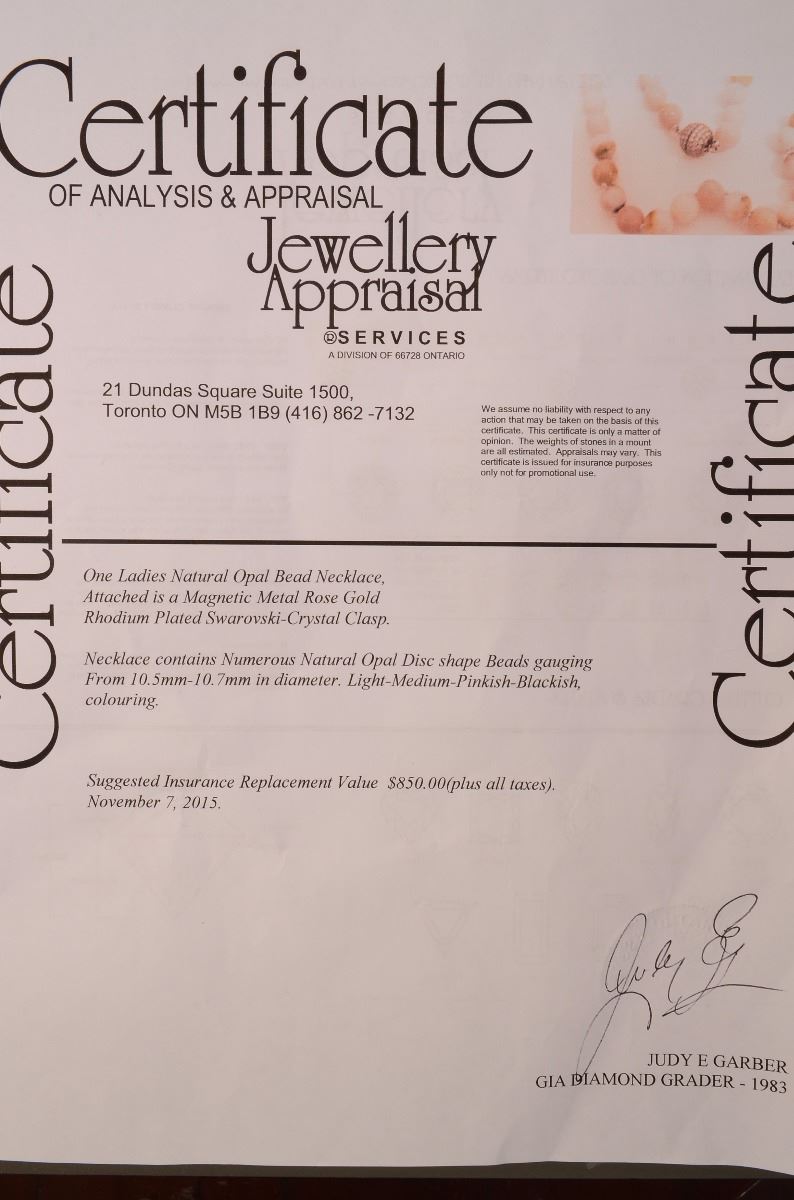 Certificate
OF ANALYSIS & APPRAISAL
Jewellery
Appraisal
®SERVICES
A DIVISION OF 66728 ONTARIO
21 Dundas Square Suite 1500,
Toronto ON M5B 1B9 (416) 862 -7132
We assume no liability with respect to any
action that may be taken on the basis of this
certificate. This certificate is only a matter of
opinion. The weights of stones in a mount
are all estimated. Appraisals may vary. This
certificate is issued for insurance purposes
only not for promotional use.
Certificate
Certificate
One Ladies Natural Opal Bead Necklace,
Attached is a Magnetic Metal Rose Gold
Rhodium Plated Swarovski-Crystal Clasp.
Necklace contains Numerous Natural Opal Disc shape Beads gauging
From 10.5mm-10.7mm in diameter. Light-Medium-Pinkish-Blackish,
colouring.
Suggested Insurance Replacement Value $850.00(plus all taxes).
November 7, 2015.
Judy E G
JUDY E GARBER
GIA DIAMOND GRADER - 1983